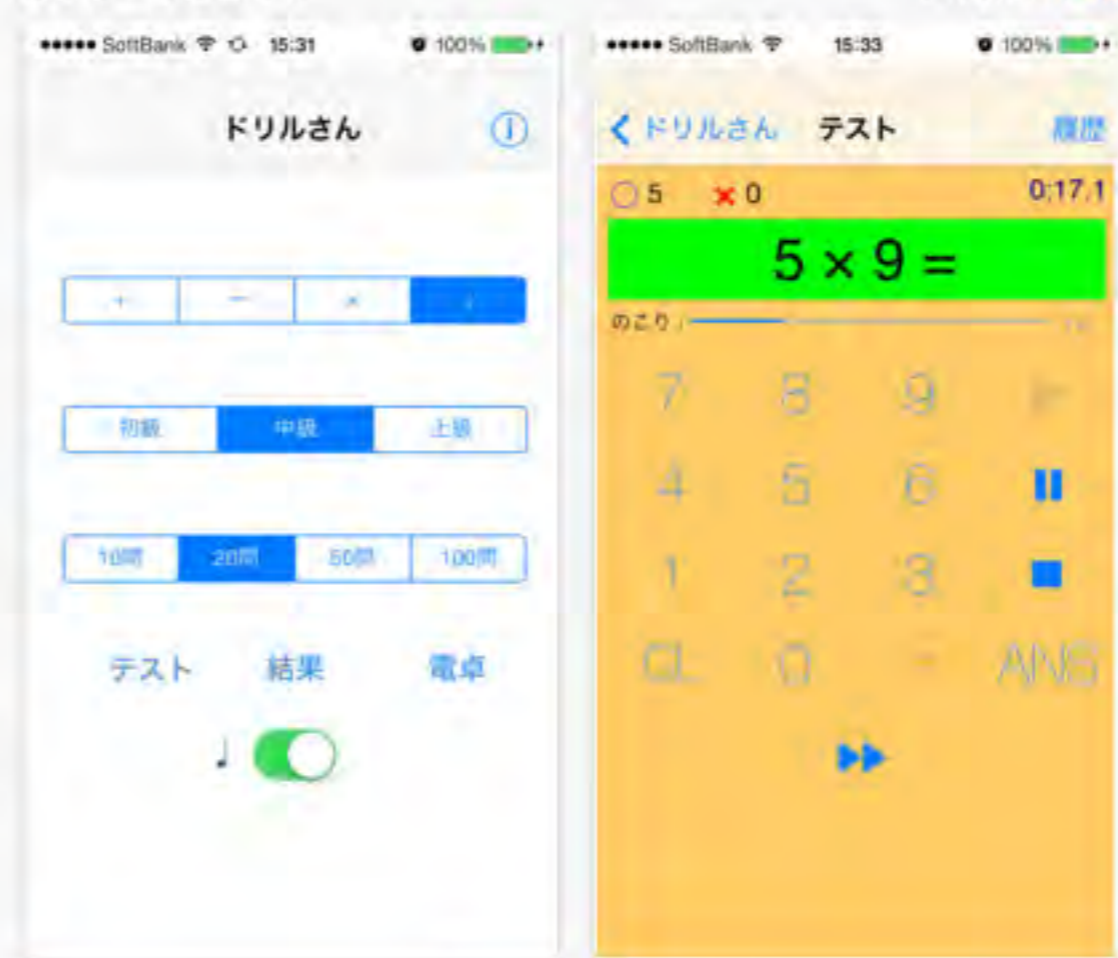 SoftBank 15:31 100%
ドリルさん
+ − × ÷
初級 中級 上級
10問 20問 50問 100問
テスト 結果 電卓
♩
SoftBank 15:33 100%
ドリルさん テスト 履歴
○ 5 × 0 0:17.1
5 × 9 =
のこり
7 8 9
4 5 6
1 2 3
CL 0 ANS